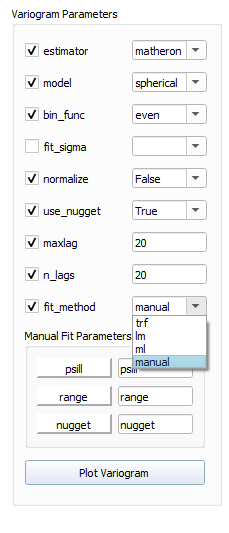 Variogram Parameters
estimator matheron
model spherical
bin_func even
fit_sigma
normalize False
use_nugget True
maxlag 20
n_lags 20
fit_method manual
trf
Manual Fit Parameters lm
ml
manual
psill psill
range range
nugget nugget
Plot Variogram